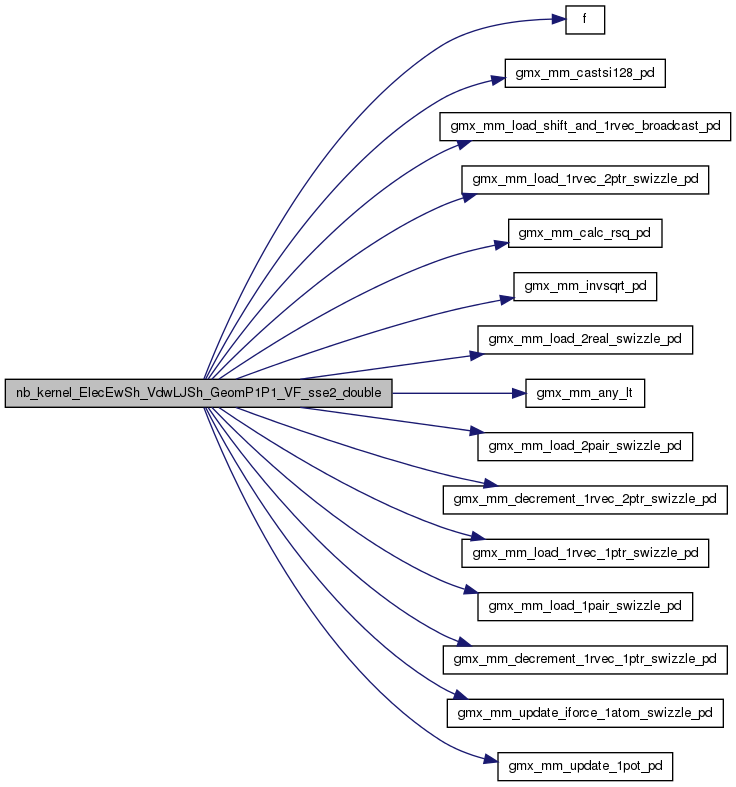 f
gmx_mm_castsi128_pd
gmx_mm_load_shift_and_1rvec_broadcast_pd
gmx_mm_load_1rvec_2ptr_swizzle_pd
gmx_mm_calc_rsq_pd
gmx_mm_invsqrt_pd
gmx_mm_load_2real_swizzle_pd
nb_kernel_ElecEwSh_VdwLJSh_GeomP1P1_VF_sse2_double
gmx_mm_any_lt
gmx_mm_load_2pair_swizzle_pd
gmx_mm_decrement_1rvec_2ptr_swizzle_pd
gmx_mm_load_1rvec_1ptr_swizzle_pd
gmx_mm_load_1pair_swizzle_pd
gmx_mm_decrement_1rvec_1ptr_swizzle_pd
gmx_mm_update_iforce_1atom_swizzle_pd
gmx_mm_update_1pot_pd